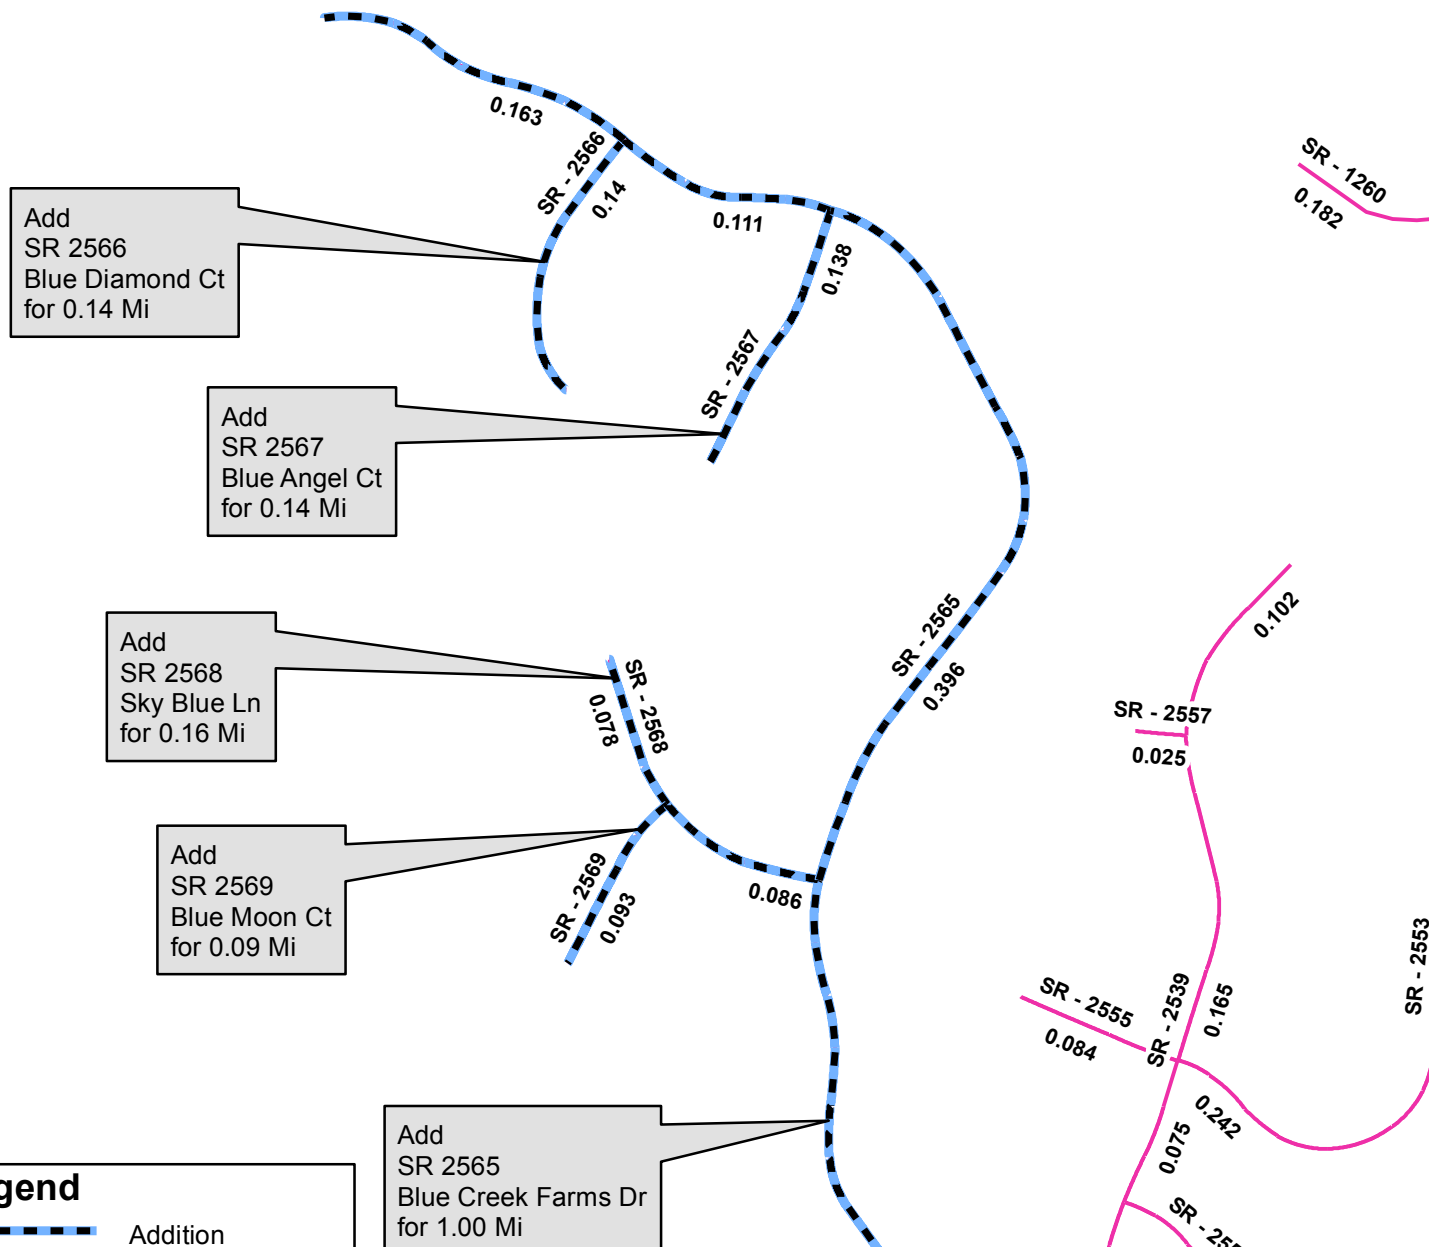 0.163
SR - 2566
0.14
0.111
0.138
SR - 2567
SR - 1260
0.182
Add
SR 2566
Blue Diamond Ct
for 0.14 Mi
Add
SR 2567
Blue Angel Ct
for 0.14 Mi
SR - 2565
0.396
0.102
Add
SR 2568
Sky Blue Ln
for 0.16 Mi
SR - 2568
0.078
SR - 2557
0.025
Add
SR 2569
Blue Moon Ct
for 0.09 Mi
SR - 2569
0.093
0.086
SR - 2553
SR - 2555
0.084
SR - 2539
0.165
0.242
0.075
Add
SR 2565
Blue Creek Farms Dr
for 1.00 Mi
gend
Addition
SR - 255